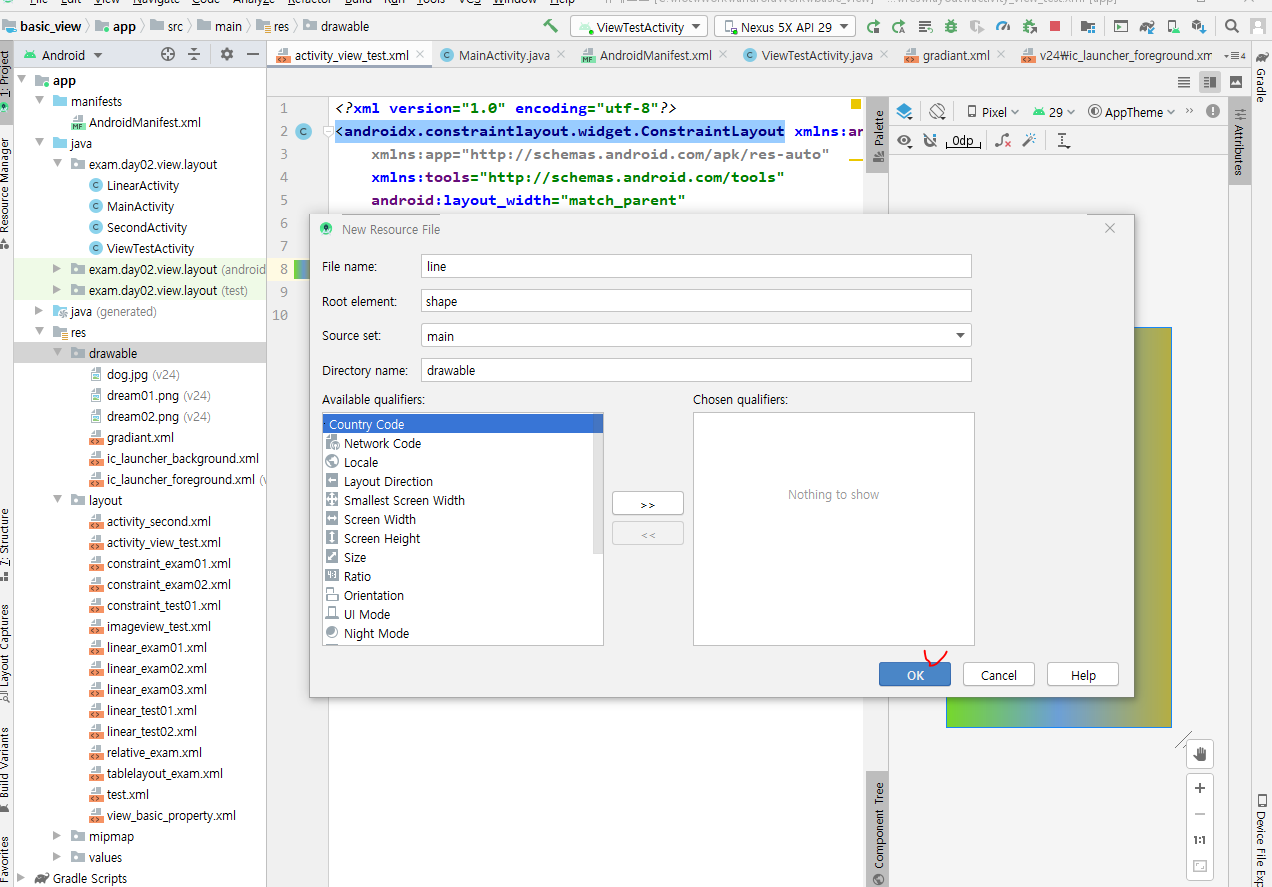 basic_view app src main res drawable
ViewTestActivity
Nexus 5X API 29
Android
activity_view_test.xml
MainActivity.java
AndroidManifest.xml
ViewTestActivity.java
gradiant.xml
v24₩ic_launcher_foreground.xm
1: Project
Resource Manager
7: Structure
Layout Captures
Build Variants
Favorites
app
manifests
AndroidManifest.xml
java
exam.day02.view.layout
LinearActivity
MainActivity
SecondActivity
ViewTestActivity
exam.day02.view.layout (android
exam.day02.view.layout (test)
java (generated)
res
drawable
dog.jpg (v24)
dream01.png (v24)
dream02.png (v24)
gradiant.xml
ic_launcher_background.xml
ic_launcher_foreground.xml (v
layout
activity_second.xml
activity_view_test.xml
constraint_exam01.xml
constraint_exam02.xml
constraint_test01.xml
imageview_test.xml
linear_exam01.xml
linear_exam02.xml
linear_exam03.xml
linear_test01.xml
linear_test02.xml
relative_exam.xml
tablelayout_exam.xml
test.xml
view_basic_property.xml
mipmap
values
Gradle Scripts
1 <?xml version="1.0" encoding="utf-8"?>
2 <androidx.constraintlayout.widget.ConstraintLayout xmlns:an
3 xmlns:app="http://schemas.android.com/apk/res-auto"
4 xmlns:tools="http://schemas.android.com/tools"
5 android:layout_width="match_parent"
6
7
8
9
10
Palette
Pixel
29
AppTheme
0dp
Attributes
Gradle
New Resource File
File name: line
Root element: shape
Source set: main
Directory name: drawable
Available qualifiers:
Chosen qualifiers:
Country Code
Network Code
Locale
Layout Direction
Smallest Screen Width
Screen Width
Screen Height
Size
Ratio
Orientation
UI Mode
Night Mode
>>
<<
Nothing to show
OK
Cancel
Help
Component Tree
1:1
Device File Exp